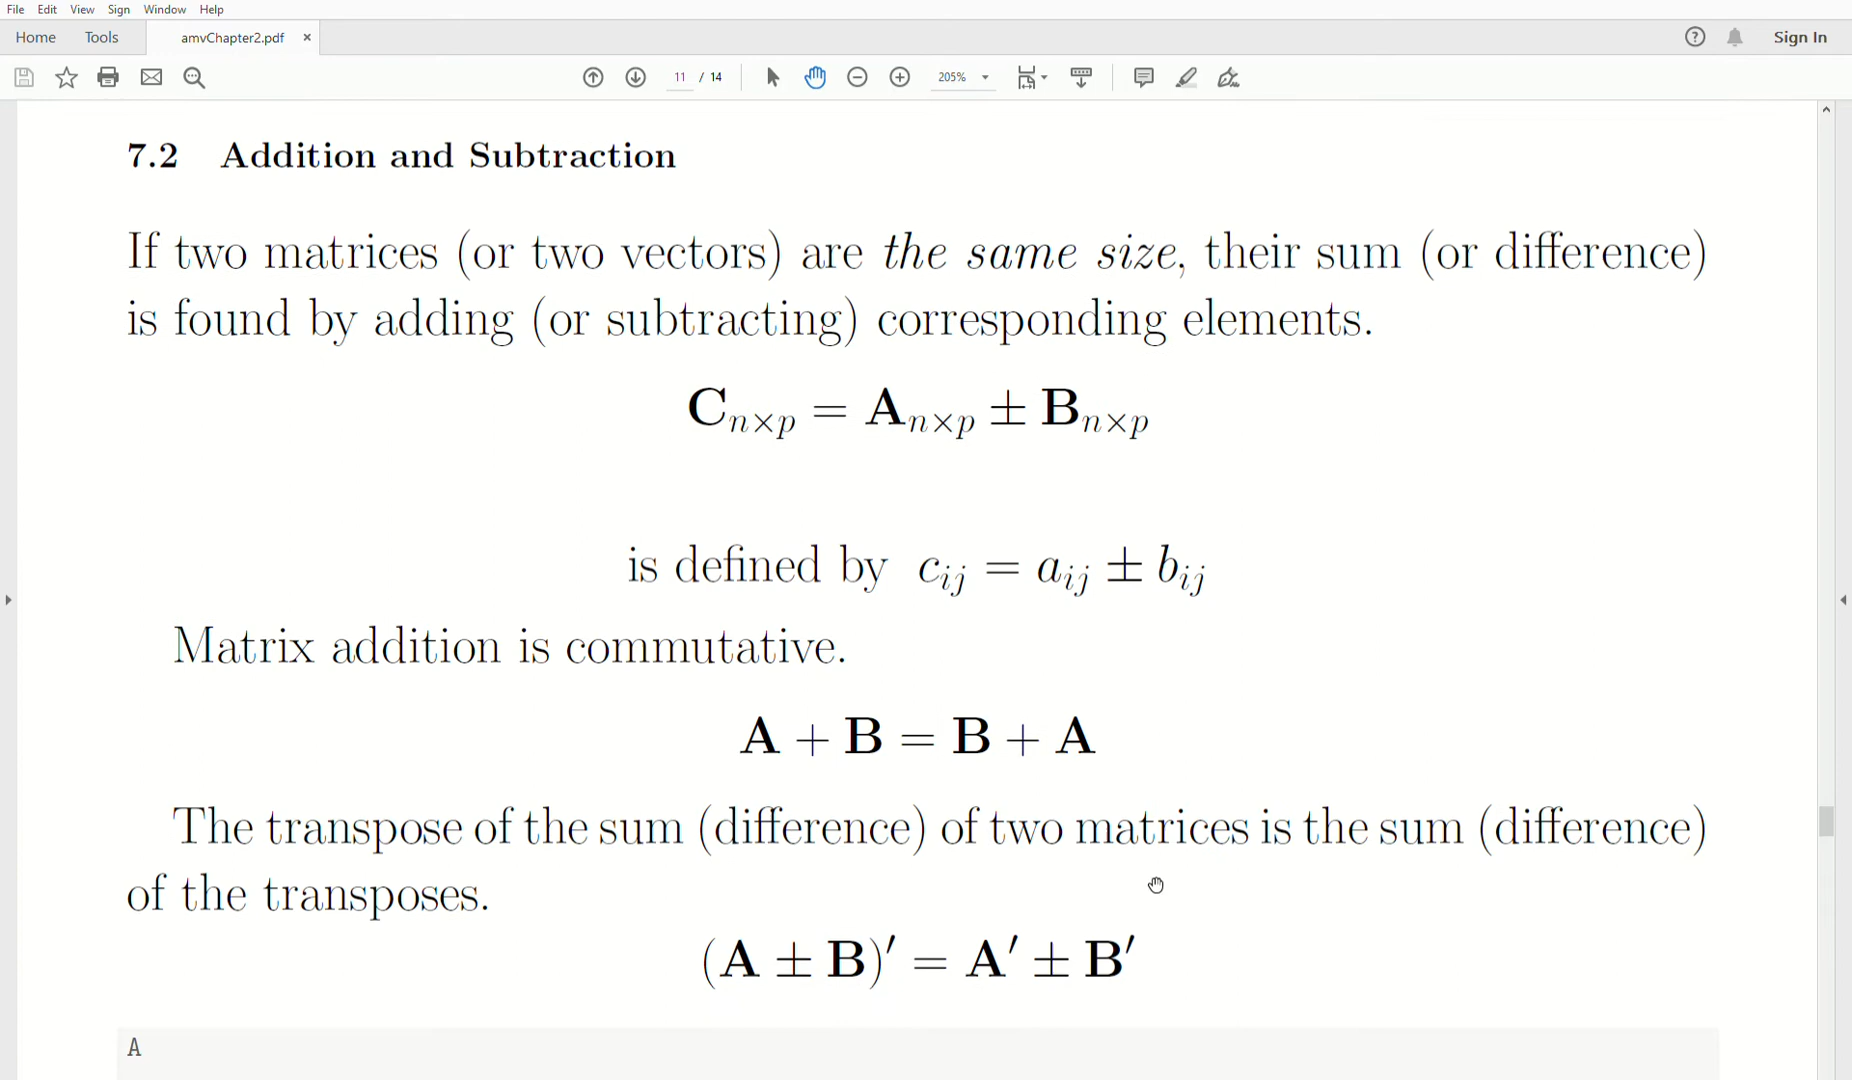 File Edit View Sign Window Help
Home Tools amvChapter2.pdf × ? Sign In
11 / 14 205%
7.2 Addition and Subtraction
If two matrices (or two vectors) are the same size, their sum (or difference)
is found by adding (or subtracting) corresponding elements.
𝐂ₙ×ₚ = 𝐀ₙ×ₚ ± 𝐁ₙ×ₚ
is defined by cᵢⱼ = aᵢⱼ ± bᵢⱼ
Matrix addition is commutative.
A + B = B + A
The transpose of the sum (difference) of two matrices is the sum (difference)
of the transposes.
(A ± B)′ = A′ ± B′
A